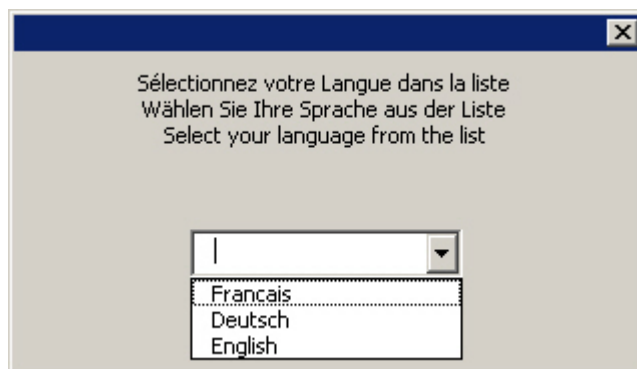 Sélectionnez votre Langue dans la liste
Wählen Sie Ihre Sprache aus der Liste
Select your language from the list
Francais
Deutsch
English